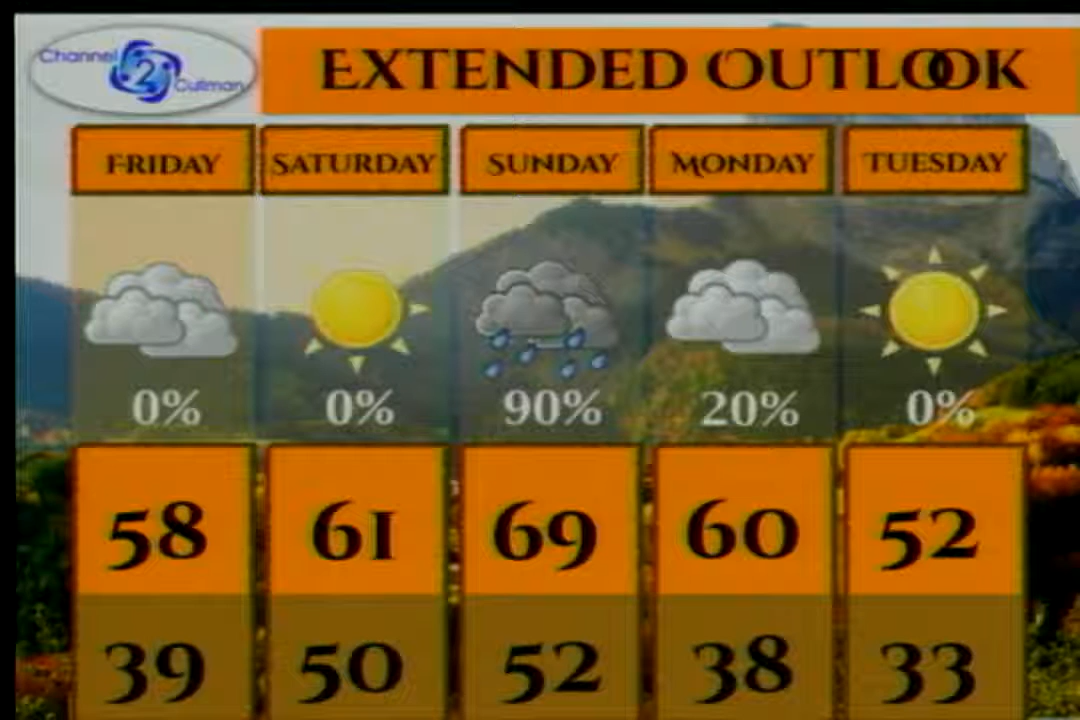 Channel
2
Cullman
EXTENDED OUTLOOK
FRIDAY SATURDAY SUNDAY MONDAY TUESDAY
0% 0% 90% 20% 0%
58 61 69 60 52
39 50 52 38 33